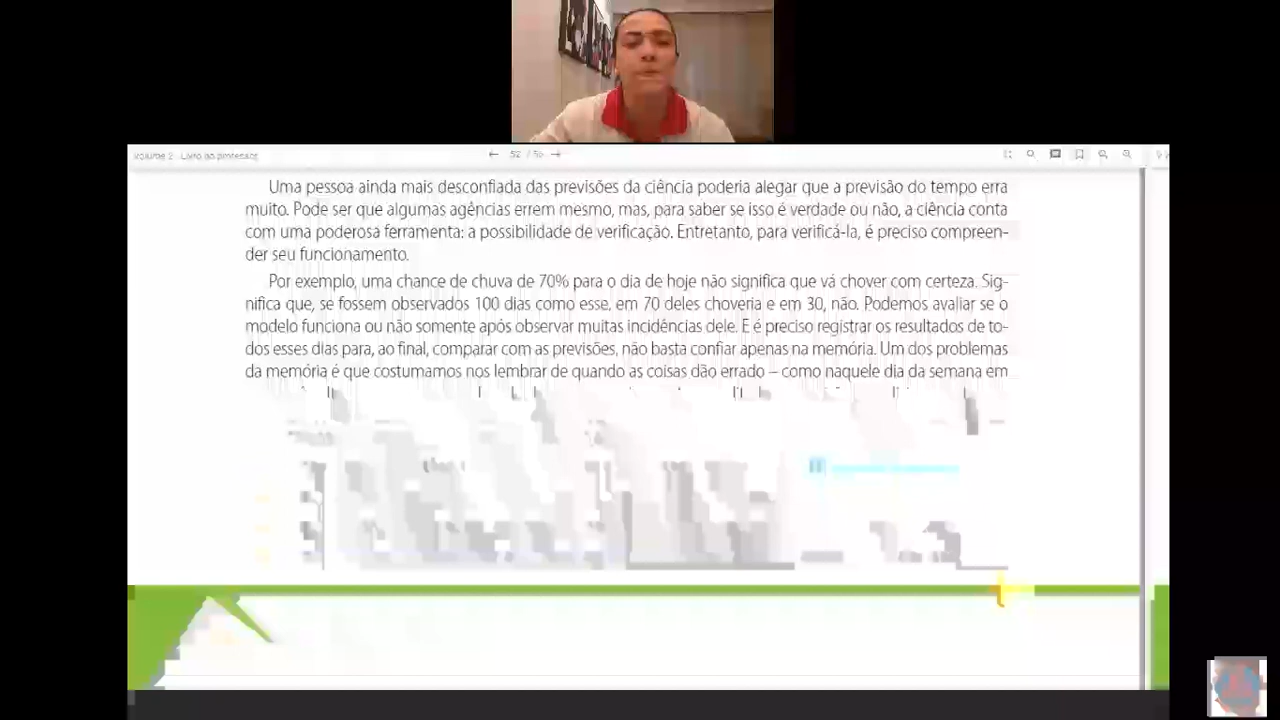 Volume 2 - Livro do professor
52 / 56
Uma pessoa ainda mais desconfiada das previsões da ciência poderia alegar que a previsão do tempo erra
muito. Pode ser que algumas agências errem mesmo, mas, para saber se isso é verdade ou não, a ciência conta
com uma poderosa ferramenta: a possibilidade de verificação. Entretanto, para verificá-la, é preciso compreen-
der seu funcionamento.
Por exemplo, uma chance de chuva de 70% para o dia de hoje não significa que vá chover com certeza. Sig-
nifica que, se fossem observados 100 dias como esse, em 70 deles choveria e em 30, não. Podemos avaliar se o
modelo funciona ou não somente após observar muitas incidências dele. E é preciso registrar os resultados de to-
dos esses dias para, ao final, comparar com as previsões, não basta confiar apenas na memória. Um dos problemas
da memória é que costumamos nos lembrar de quando as coisas dão errado – como naquele dia da semana em